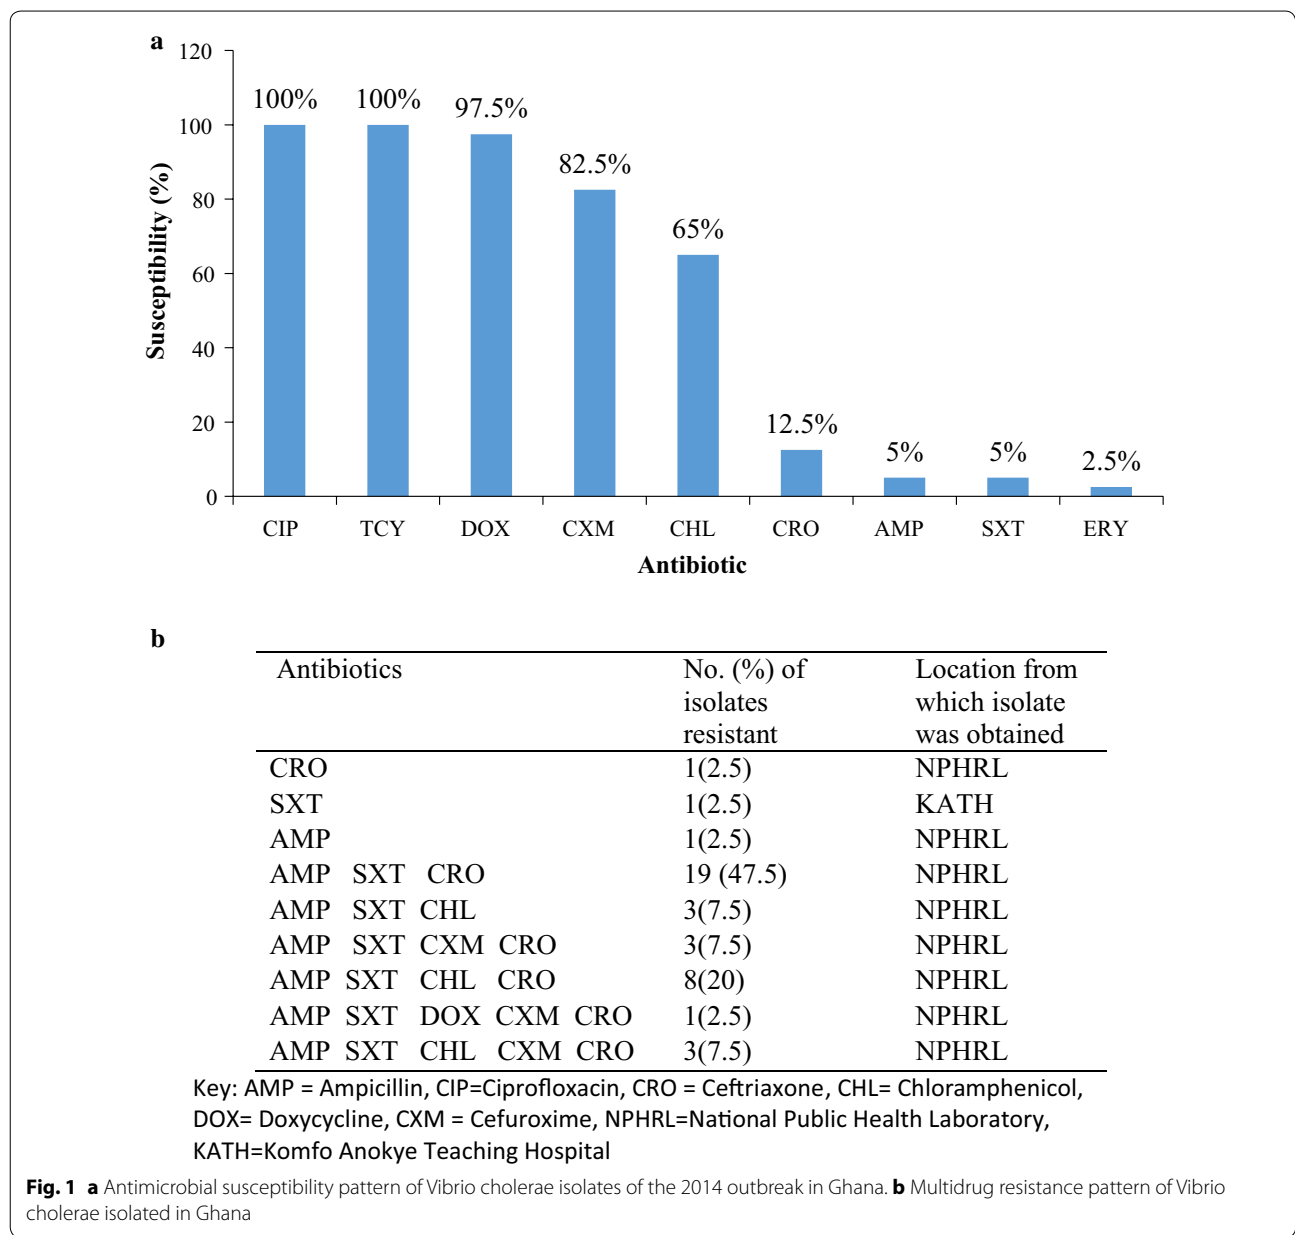 a
120
100
80
60
40
20
0
Susceptibility (%)
100% 100% 97.5% 82.5% 65% 12.5% 5% 5% 2.5%
CIP TCY DOX CXM CHL CRO AMP SXT ERY
Antibiotic
b
Antibiotics No. (%) of Location from
isolates which isolate
resistant was obtained
CRO 1(2.5) NPHRL
SXT 1(2.5) KATH
AMP 1(2.5) NPHRL
AMP SXT CRO 19 (47.5) NPHRL
AMP SXT CHL 3(7.5) NPHRL
AMP SXT CXM CRO 3(7.5) NPHRL
AMP SXT CHL CRO 8(20) NPHRL
AMP SXT DOX CXM CRO 1(2.5) NPHRL
AMP SXT CHL CXM CRO 3(7.5) NPHRL
Key: AMP = Ampicillin, CIP=Ciprofloxacin, CRO = Ceftriaxone, CHL= Chloramphenicol,
DOX= Doxycycline, CXM = Cefuroxime, NPHRL=National Public Health Laboratory,
KATH=Komfo Anokye Teaching Hospital
Fig. 1 a Antimicrobial susceptibility pattern of Vibrio cholerae isolates of the 2014 outbreak in Ghana. b Multidrug resistance pattern of Vibrio
cholerae isolated in Ghana